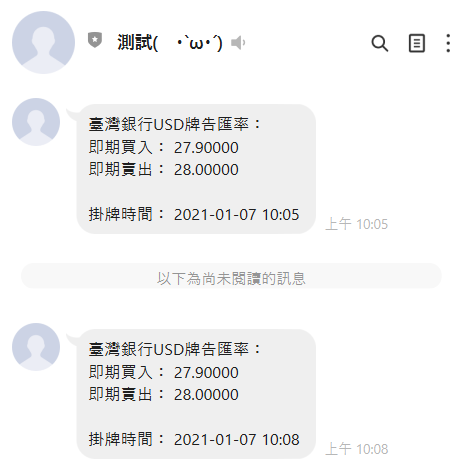 測試(　･`ω･´)
臺灣銀行USD牌告匯率：
即期買入： 27.90000
即期賣出： 28.00000
掛牌時間： 2021-01-07 10:05
上午 10:05
以下為尚未閱讀的訊息
臺灣銀行USD牌告匯率：
即期買入： 27.90000
即期賣出： 28.00000
掛牌時間： 2021-01-07 10:08
上午 10:08